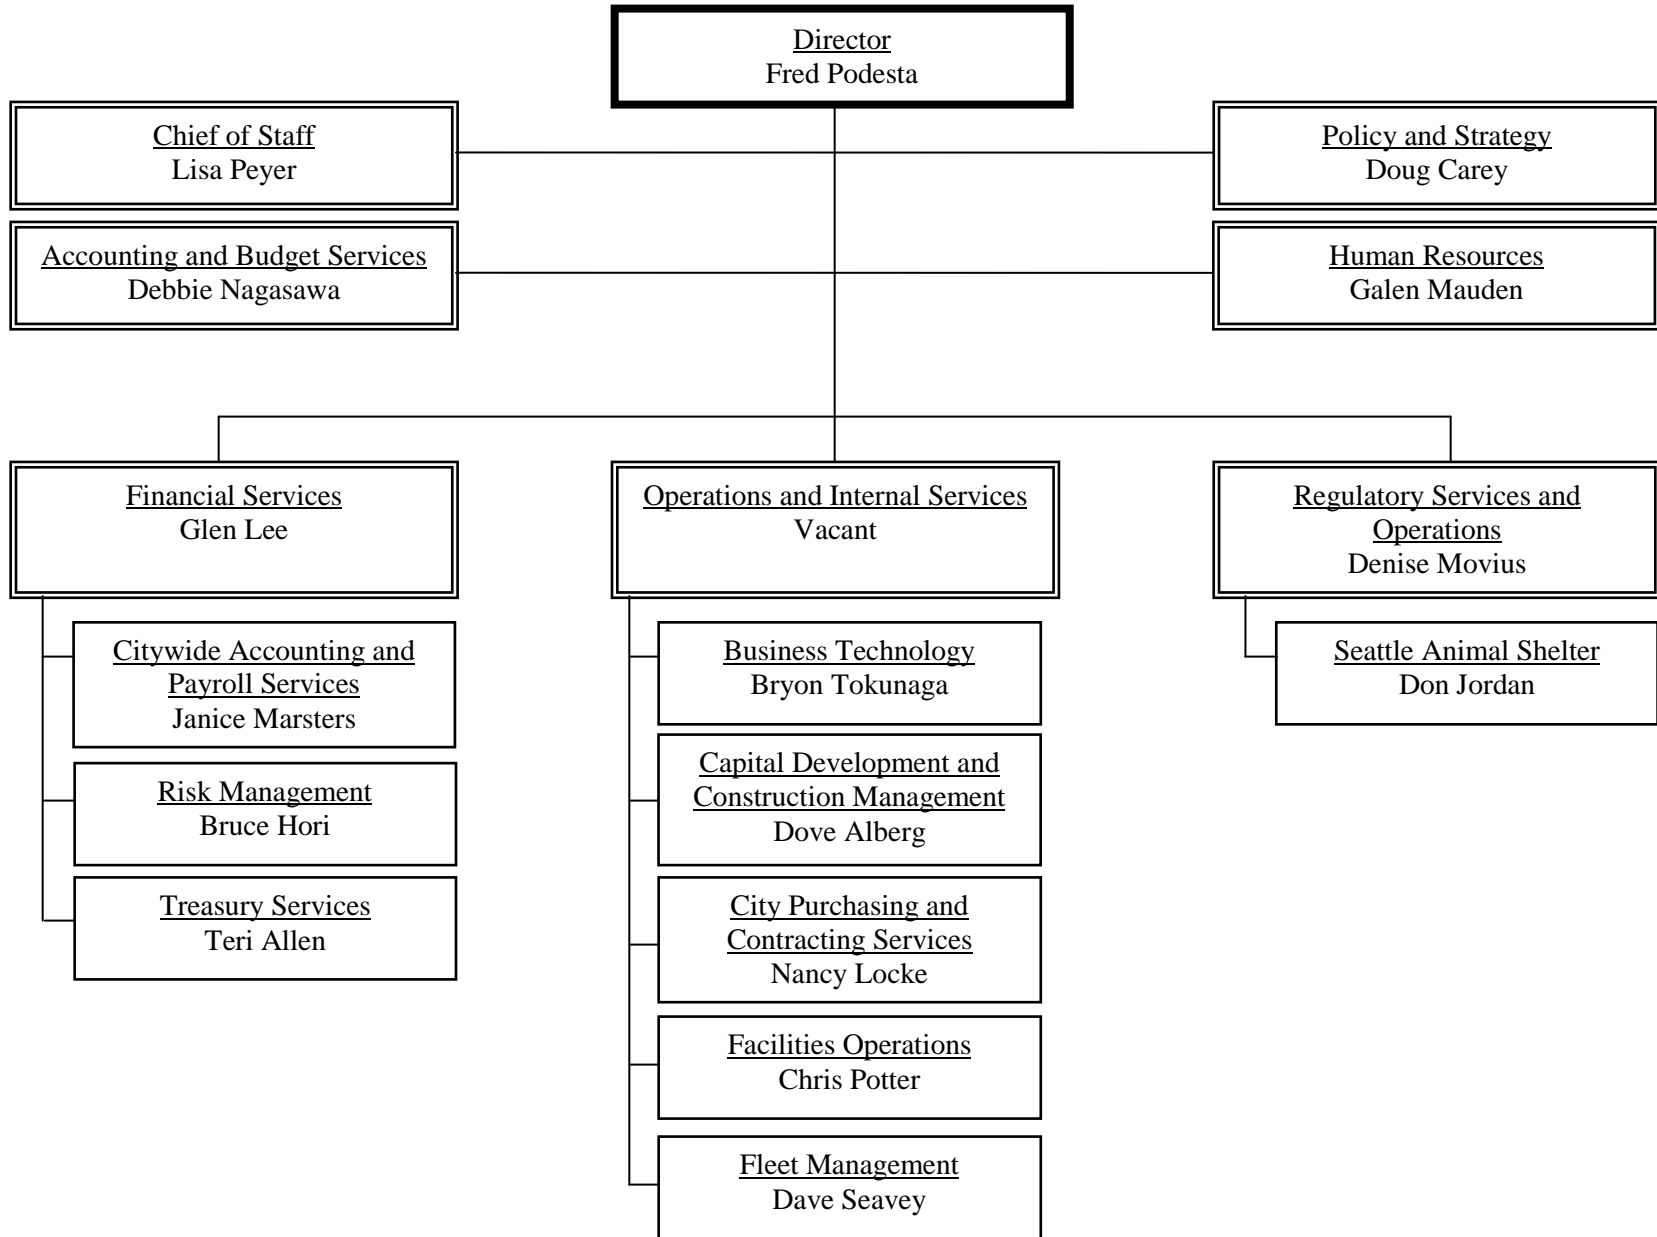 Director
Fred Podesta
Chief of Staff
Lisa Peyer
Policy and Strategy
Doug Carey
Accounting and Budget Services
Debbie Nagasawa
Human Resources
Galen Mauden
Financial Services
Glen Lee
Operations and Internal Services
Vacant
Regulatory Services and
Operations
Denise Movius
Citywide Accounting and
Payroll Services
Janice Marsters
Risk Management
Bruce Hori
Treasury Services
Teri Allen
Business Technology
Bryon Tokunaga
Capital Development and
Construction Management
Dove Alberg
City Purchasing and
Contracting Services
Nancy Locke
Facilities Operations
Chris Potter
Fleet Management
Dave Seavey
Seattle Animal Shelter
Don Jordan